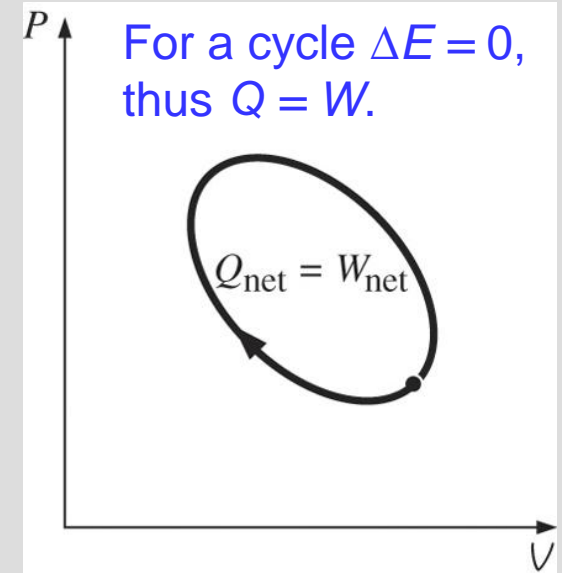 P
For a cycle ΔE = 0,
thus Q = W.
Qnet = Wnet
V